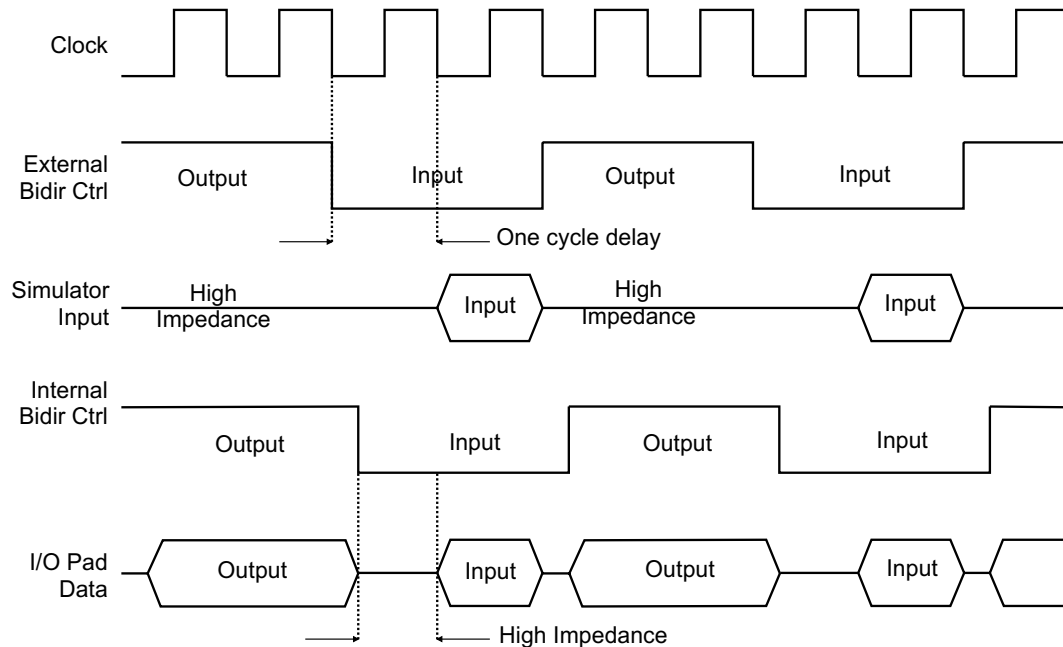 Clock
External
Bidir Ctrl
Output
Input
Output
Input
One cycle delay
Simulator
Input
High
Impedance
Input
High
Impedance
Input
Internal
Bidir Ctrl
Output
Input
Output
Input
I/O Pad
Data
Output
Input
Output
Input
High Impedance